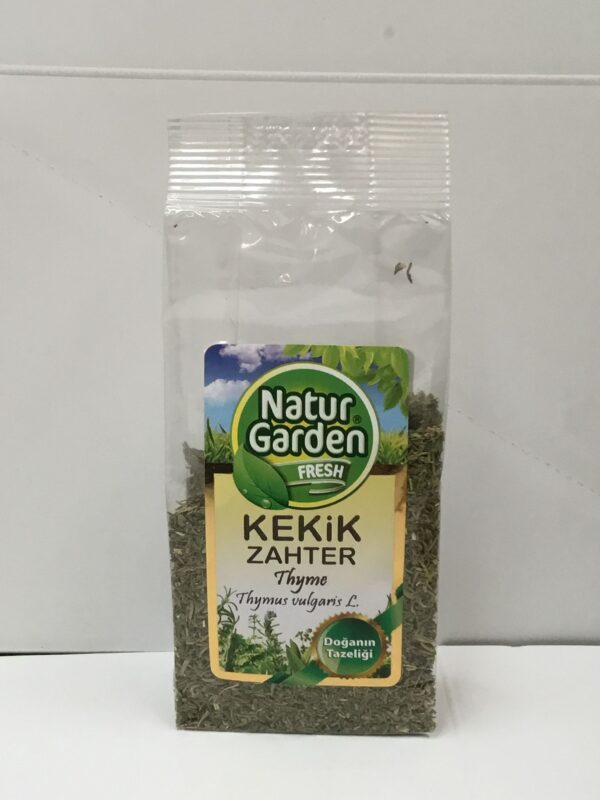 Natur
Garden®
FRESH
KEKiK
ZAHTER
Thyme
Thymus vulgaris L.
Doğanın
Tazeliği